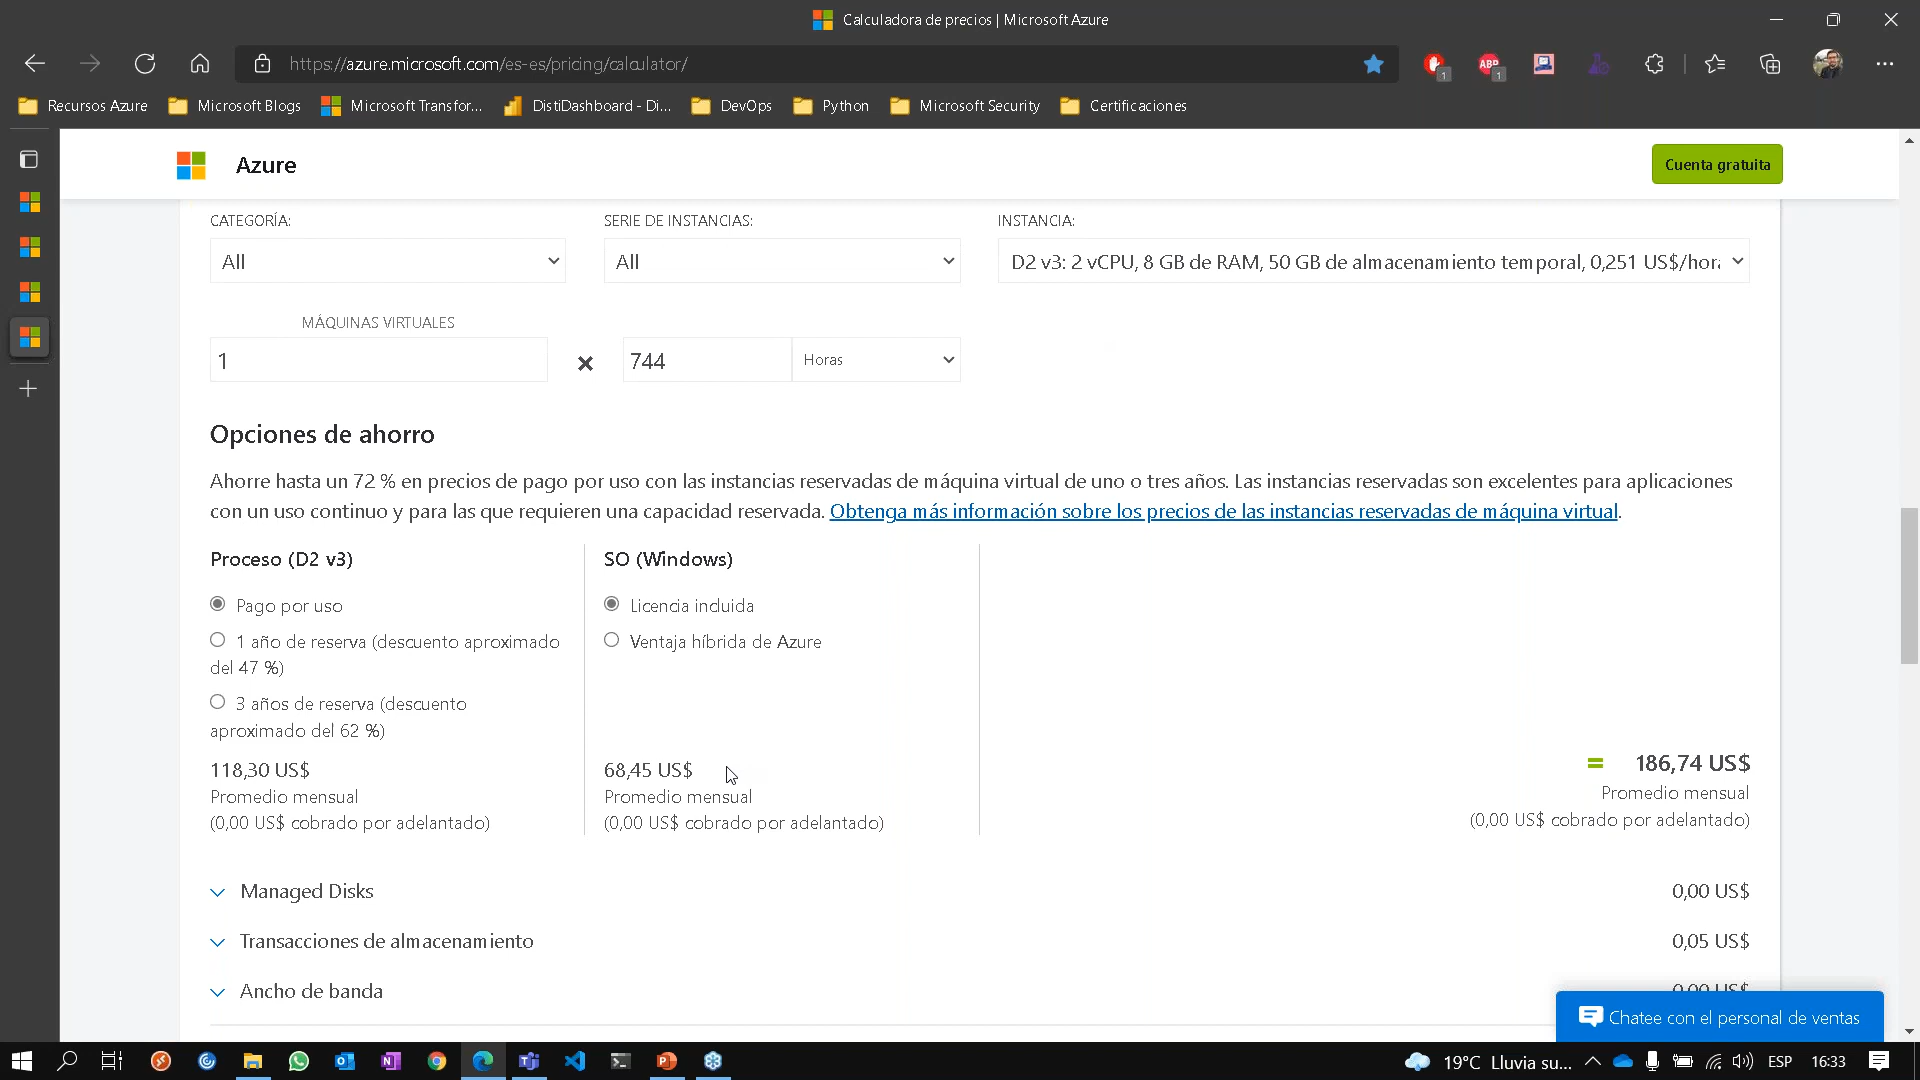 Calculadora de precios | Microsoft Azure
https://azure.microsoft.com/es-es/pricing/calculator/
1
ABP
1
Recursos Azure
Microsoft Blogs
Microsoft Transfor...
DistiDashboard - Di...
DevOps
Python
Microsoft Security
Certificaciones
Azure
Cuenta gratuita
CATEGORÍA:
SERIE DE INSTANCIAS:
INSTANCIA:
All
All
D2 v3: 2 vCPU, 8 GB de RAM, 50 GB de almacenamiento temporal, 0,251 US$/hora
MÁQUINAS VIRTUALES
1
744
Horas
Opciones de ahorro
Ahorre hasta un 72 % en precios de pago por uso con las instancias reservadas de máquina virtual de uno o tres años. Las instancias reservadas son excelentes para aplicaciones
con un uso continuo y para las que requieren una capacidad reservada. Obtenga más información sobre los precios de las instancias reservadas de máquina virtual.
Proceso (D2 v3)
Pago por uso
1 año de reserva (descuento aproximado
del 47 %)
3 años de reserva (descuento
aproximado del 62 %)
118,30 US$
Promedio mensual
(0,00 US$ cobrado por adelantado)
SO (Windows)
Licencia incluida
Ventaja híbrida de Azure
68,45 US$
Promedio mensual
(0,00 US$ cobrado por adelantado)
= 186,74 US$
Promedio mensual
(0,00 US$ cobrado por adelantado)
Managed Disks
0,00 US$
Transacciones de almacenamiento
0,05 US$
Ancho de banda
0,00 US$
Chatee con el personal de ventas
19°C Lluvia su...
ESP
16:33